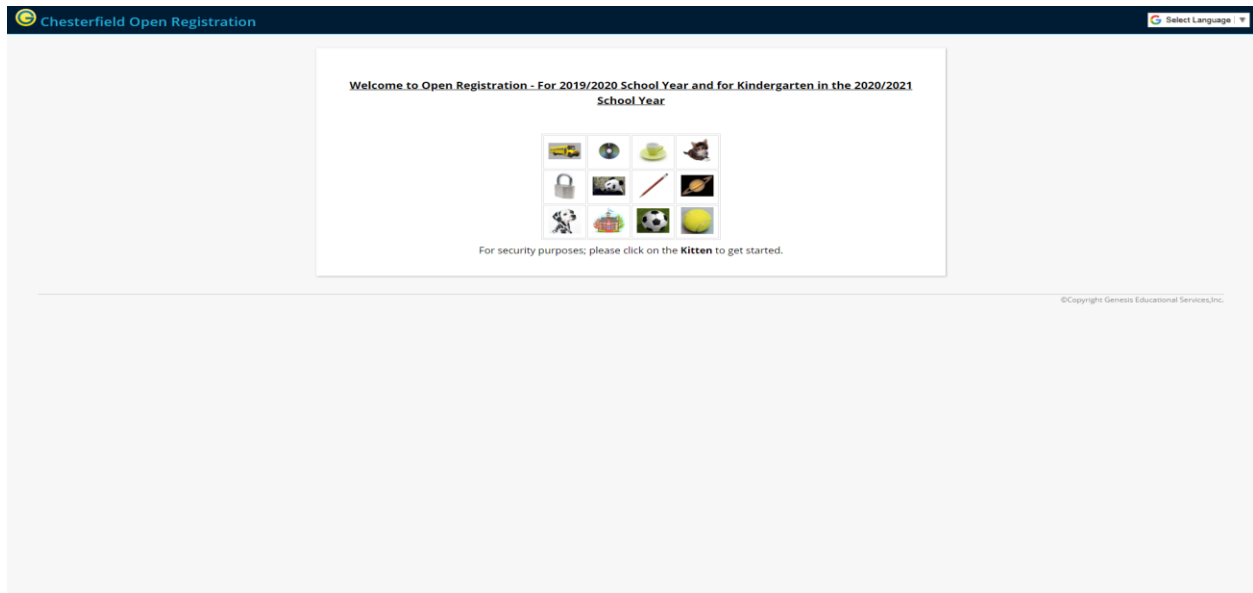 Chesterfield Open Registration
Select Language
Welcome to Open Registration - For 2019/2020 School Year and for Kindergarten in the 2020/2021
School Year
For security purposes; please click on the Kitten to get started.
©Copyright Genesis Educational Services,Inc.